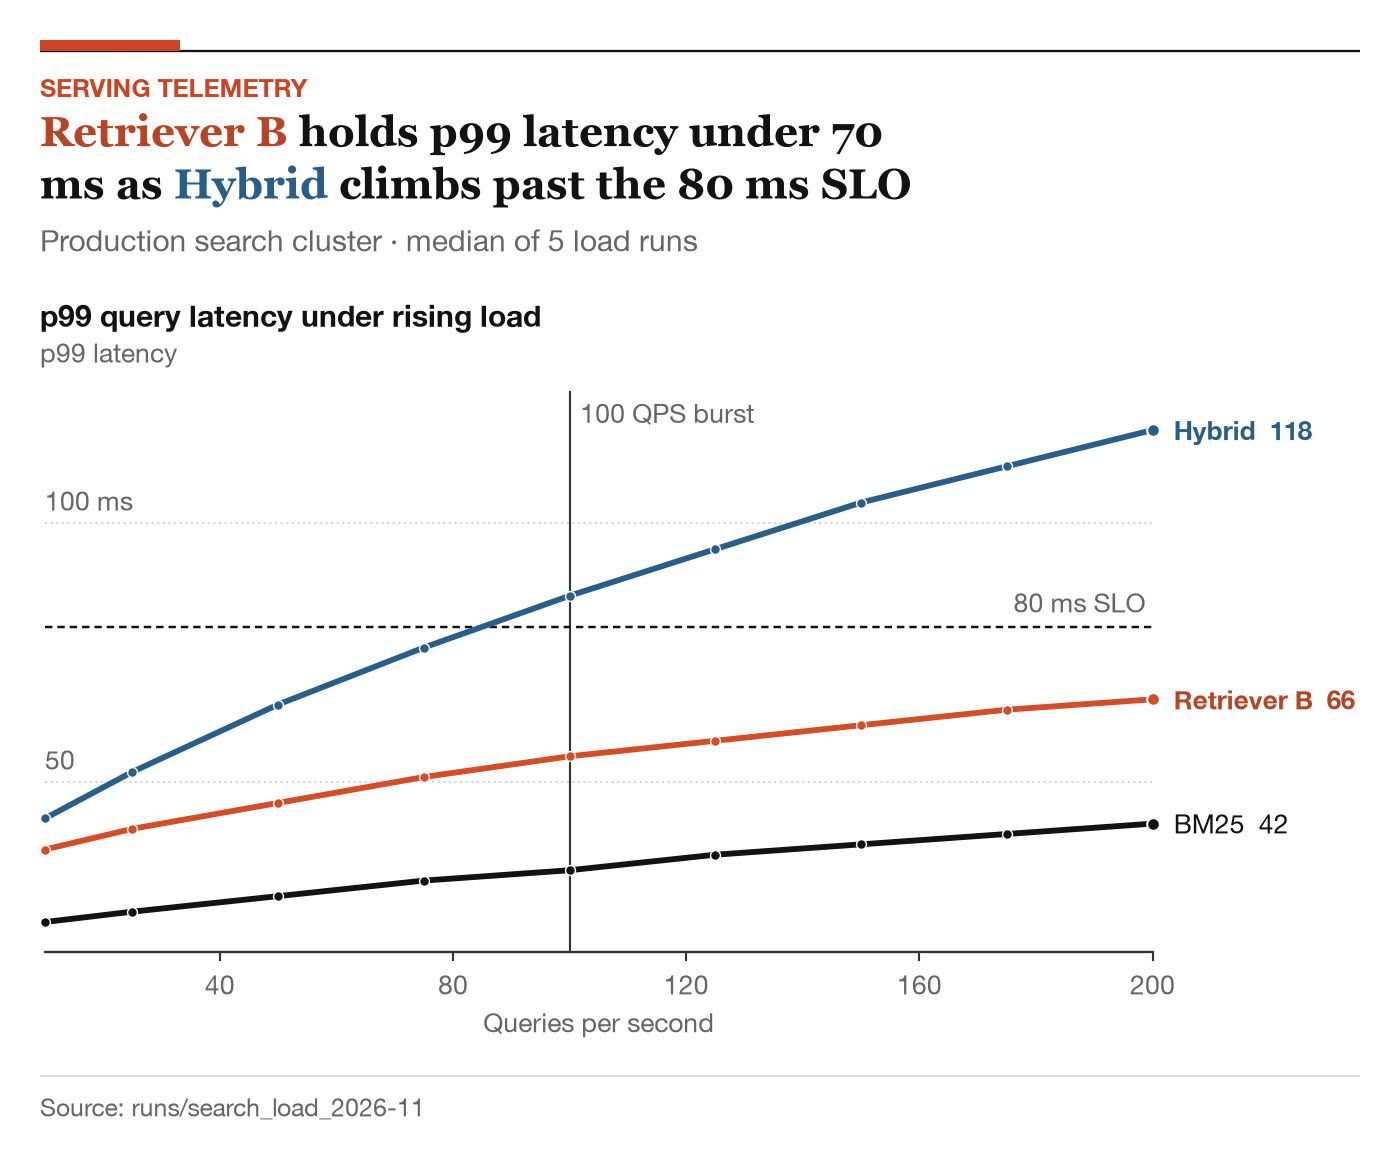 SERVING TELEMETRY
Retriever B holds p99 latency under 70
ms as Hybrid climbs past the 80 ms SLO
Production search cluster · median of 5 load runs
p99 query latency under rising load
p99 latency
100 QPS burst
Hybrid 118
100 ms
80 ms SLO
Retriever B 66
50
BM25 42
40 80 120 160 200
Queries per second
Source: runs/search_load_2026-11